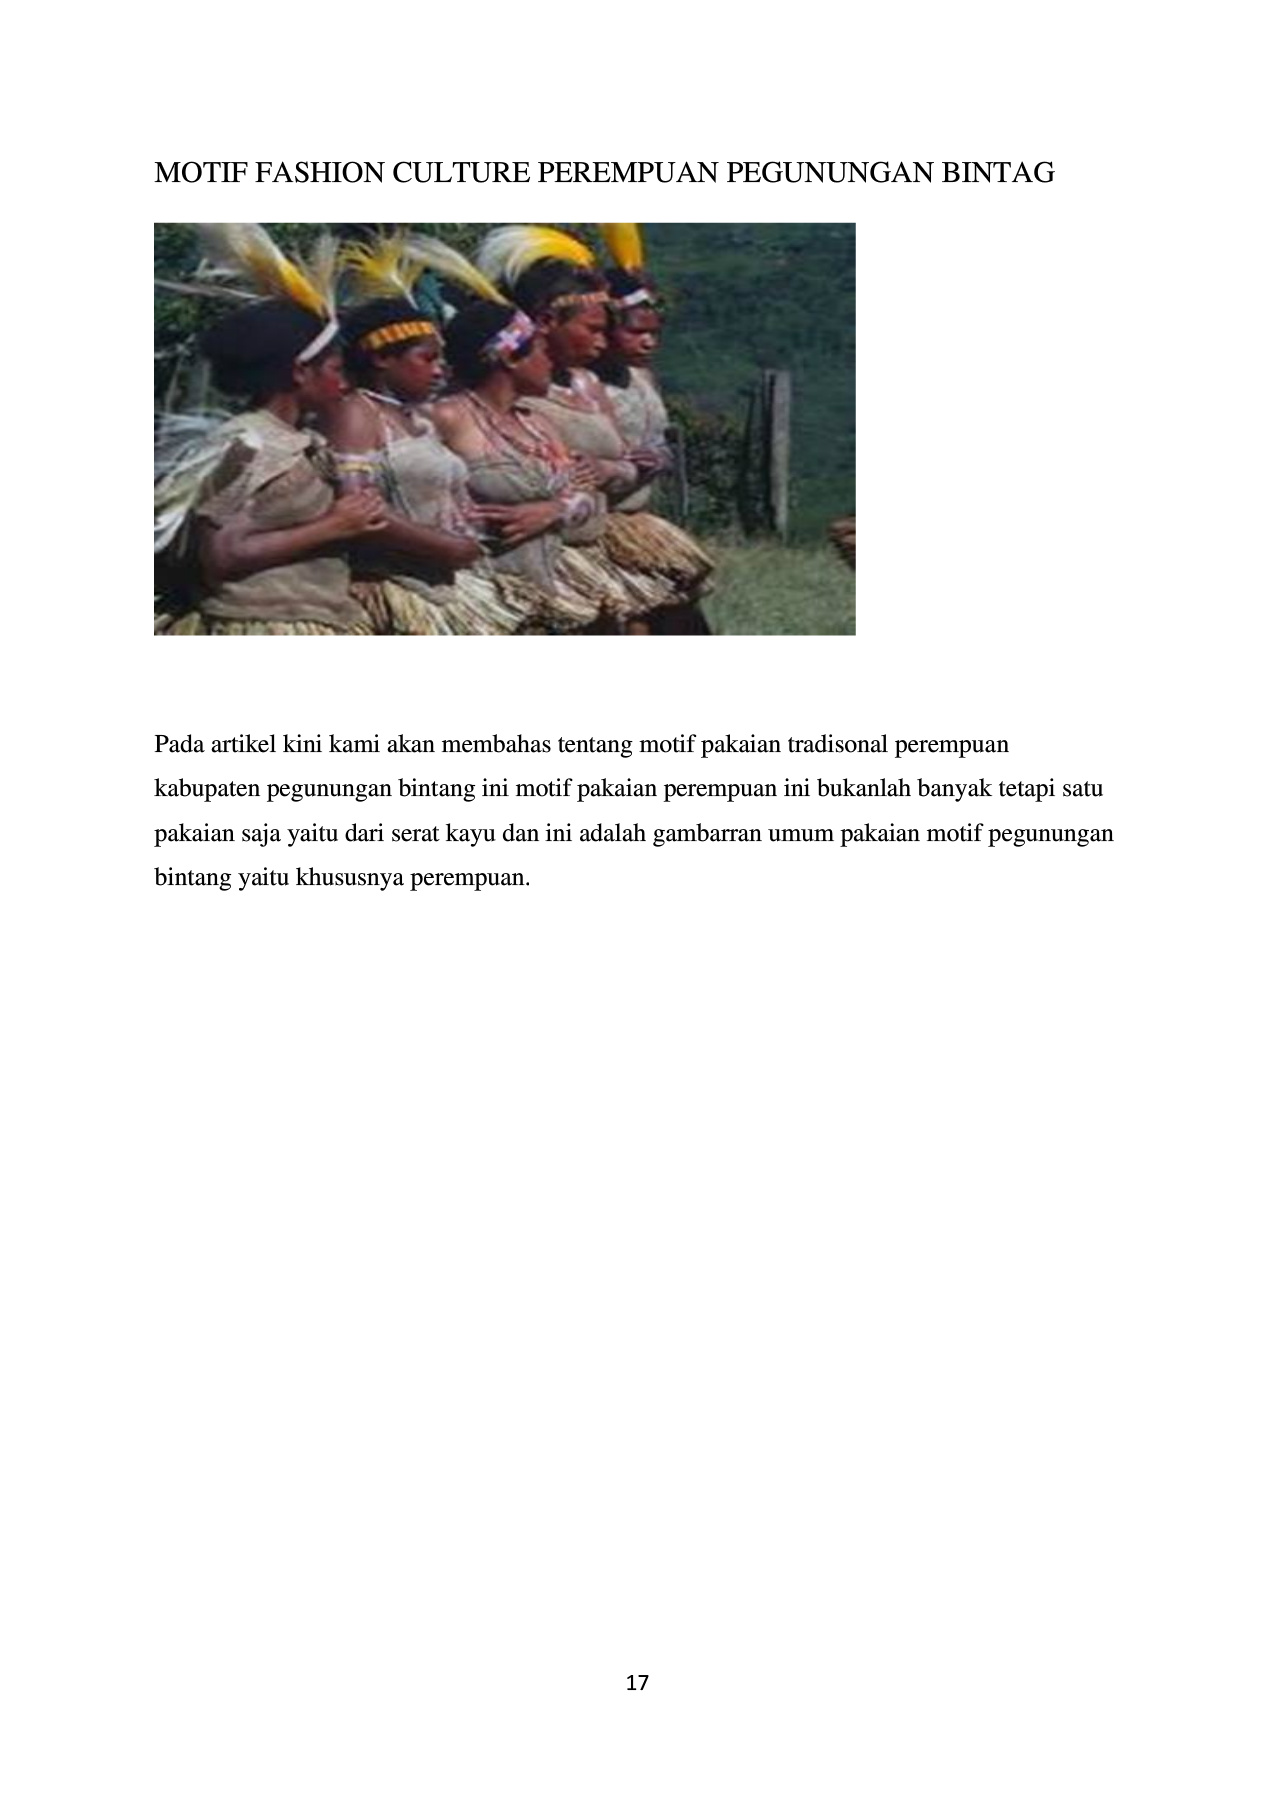 MOTIF FASHION CULTURE PEREMPUAN PEGUNUNGAN BINTAG
Pada artikel kini kami akan membahas tentang motif pakaian tradisonal perempuan
kabupaten pegunungan bintang ini motif pakaian perempuan ini bukanlah banyak tetapi satu
pakaian saja yaitu dari serat kayu dan ini adalah gambarran umum pakaian motif pegunungan
bintang yaitu khususnya perempuan.
17